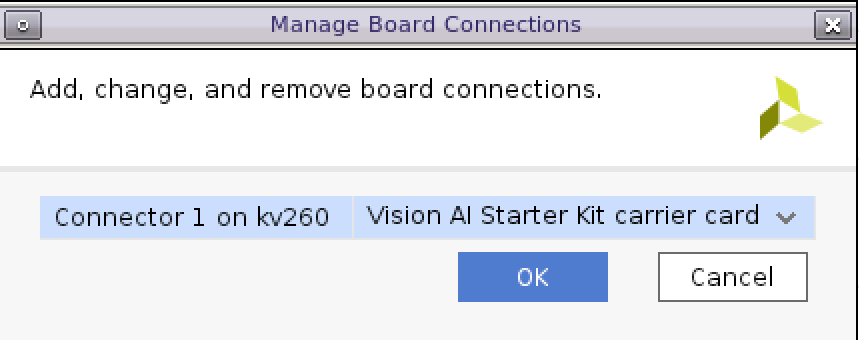 Manage Board Connections
Add, change, and remove board connections.
Connector 1 on kv260 Vision AI Starter Kit carrier card
OK Cancel